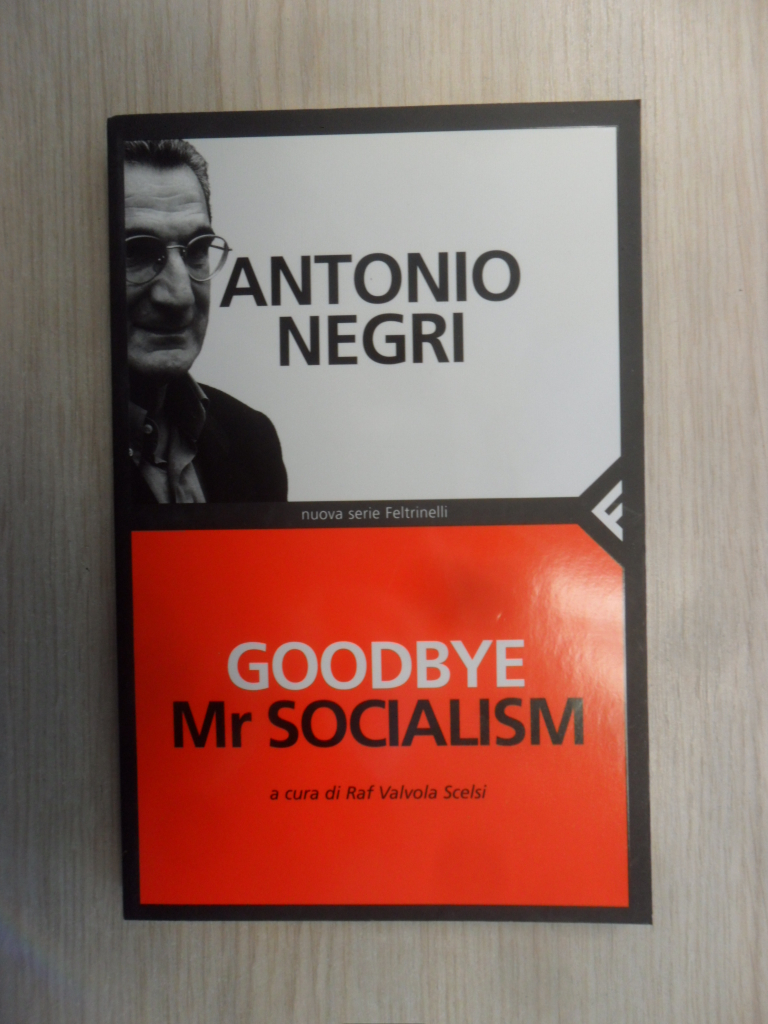 ANTONIO
NEGRI
nuova serie Feltrinelli
GOODBYE
Mr SOCIALISM
a cura di Raf Valvola Scelsi